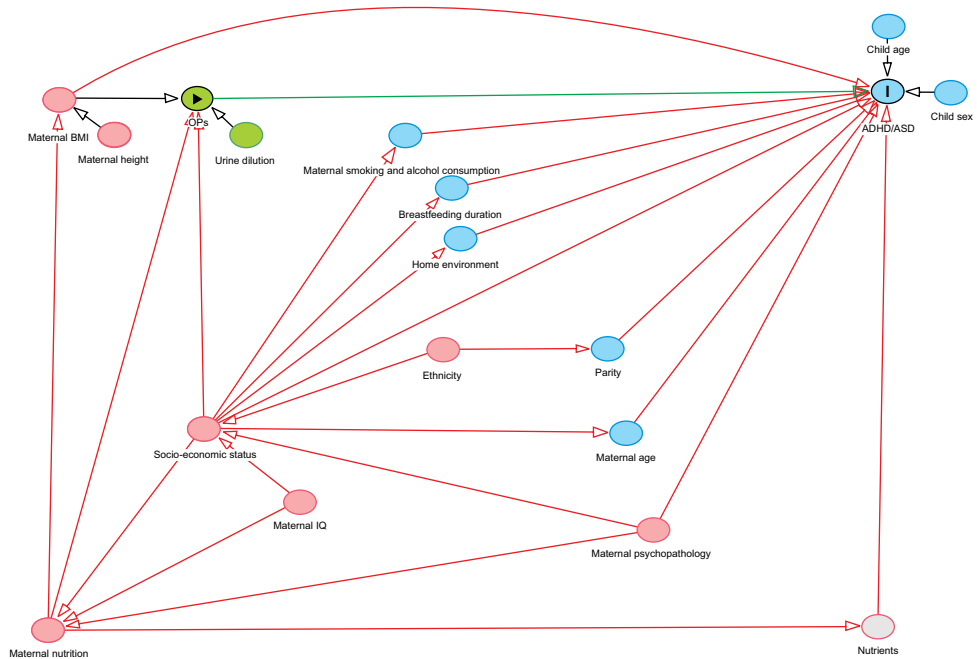 Child age
Maternal BMI
OPs
ADHD/ASD
Child sex
Maternal height
Urine dilution
Maternal smoking and alcohol consumption
Breastfeeding duration
Home environment
Ethnicity
Parity
Socio-economic status
Maternal age
Maternal IQ
Maternal psychopathology
Maternal nutrition
Nutrients